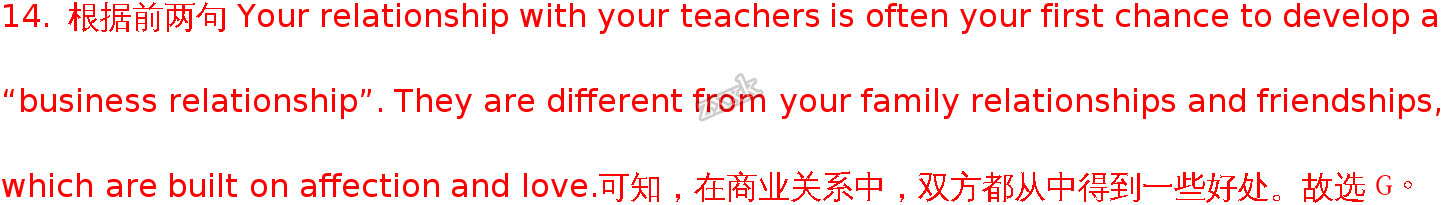 14. 根据前两句 Your relationship with your teachers is often your first chance to develop a
“business relationship”. They are different from your family relationships and friendships,
which are built on affection and love.可知，在商业关系中，双方都从中得到一些好处。故选 G。